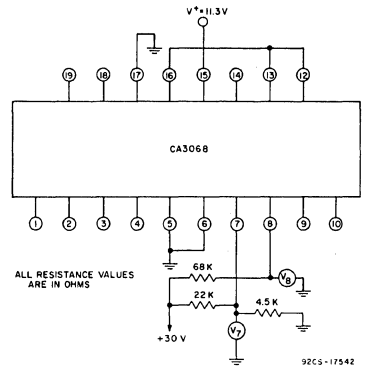 V+=11.3V
19 18 17 16 15 14 13 12
CA3068
1 2 3 4 5 6 7 8 9 10
ALL RESISTANCE VALUES
ARE IN OHMS
68K
V8
22K
4.5K
+30V
V7
92CS-17542